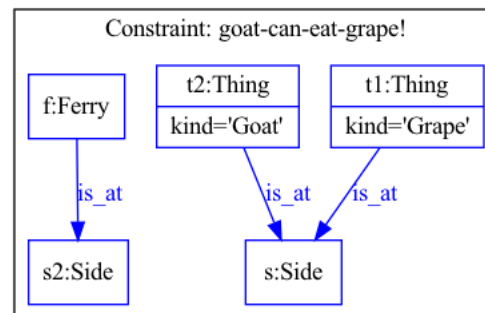 Constraint: goat-can-eat-grape!
t2:Thing
t1:Thing
f:Ferry
kind='Goat'
kind='Grape'
is_at
is_at
is_at
s2:Side
s:Side